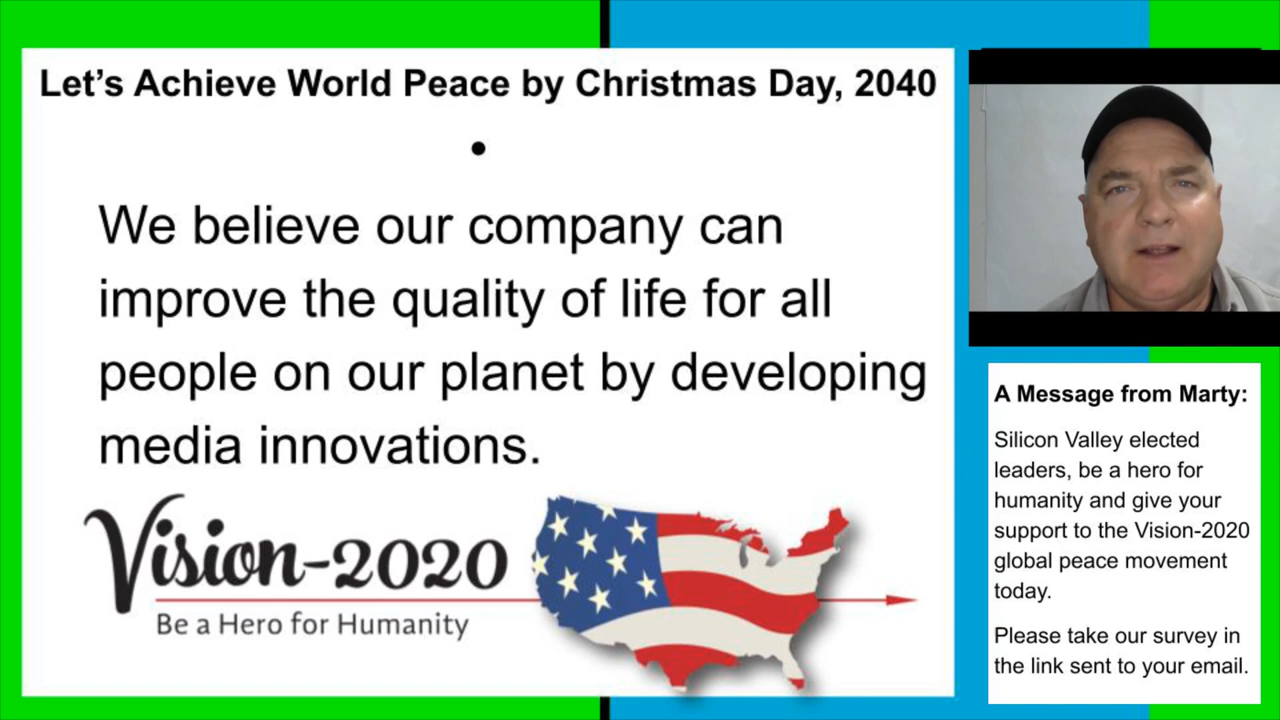 Let’s Achieve World Peace by Christmas Day, 2040
•
We believe our company can
improve the quality of life for all
people on our planet by developing
media innovations.
Vision-2020
Be a Hero for Humanity
A Message from Marty:
Silicon Valley elected
leaders, be a hero for
humanity and give your
support to the Vision-2020
global peace movement
today.
Please take our survey in
the link sent to your email.